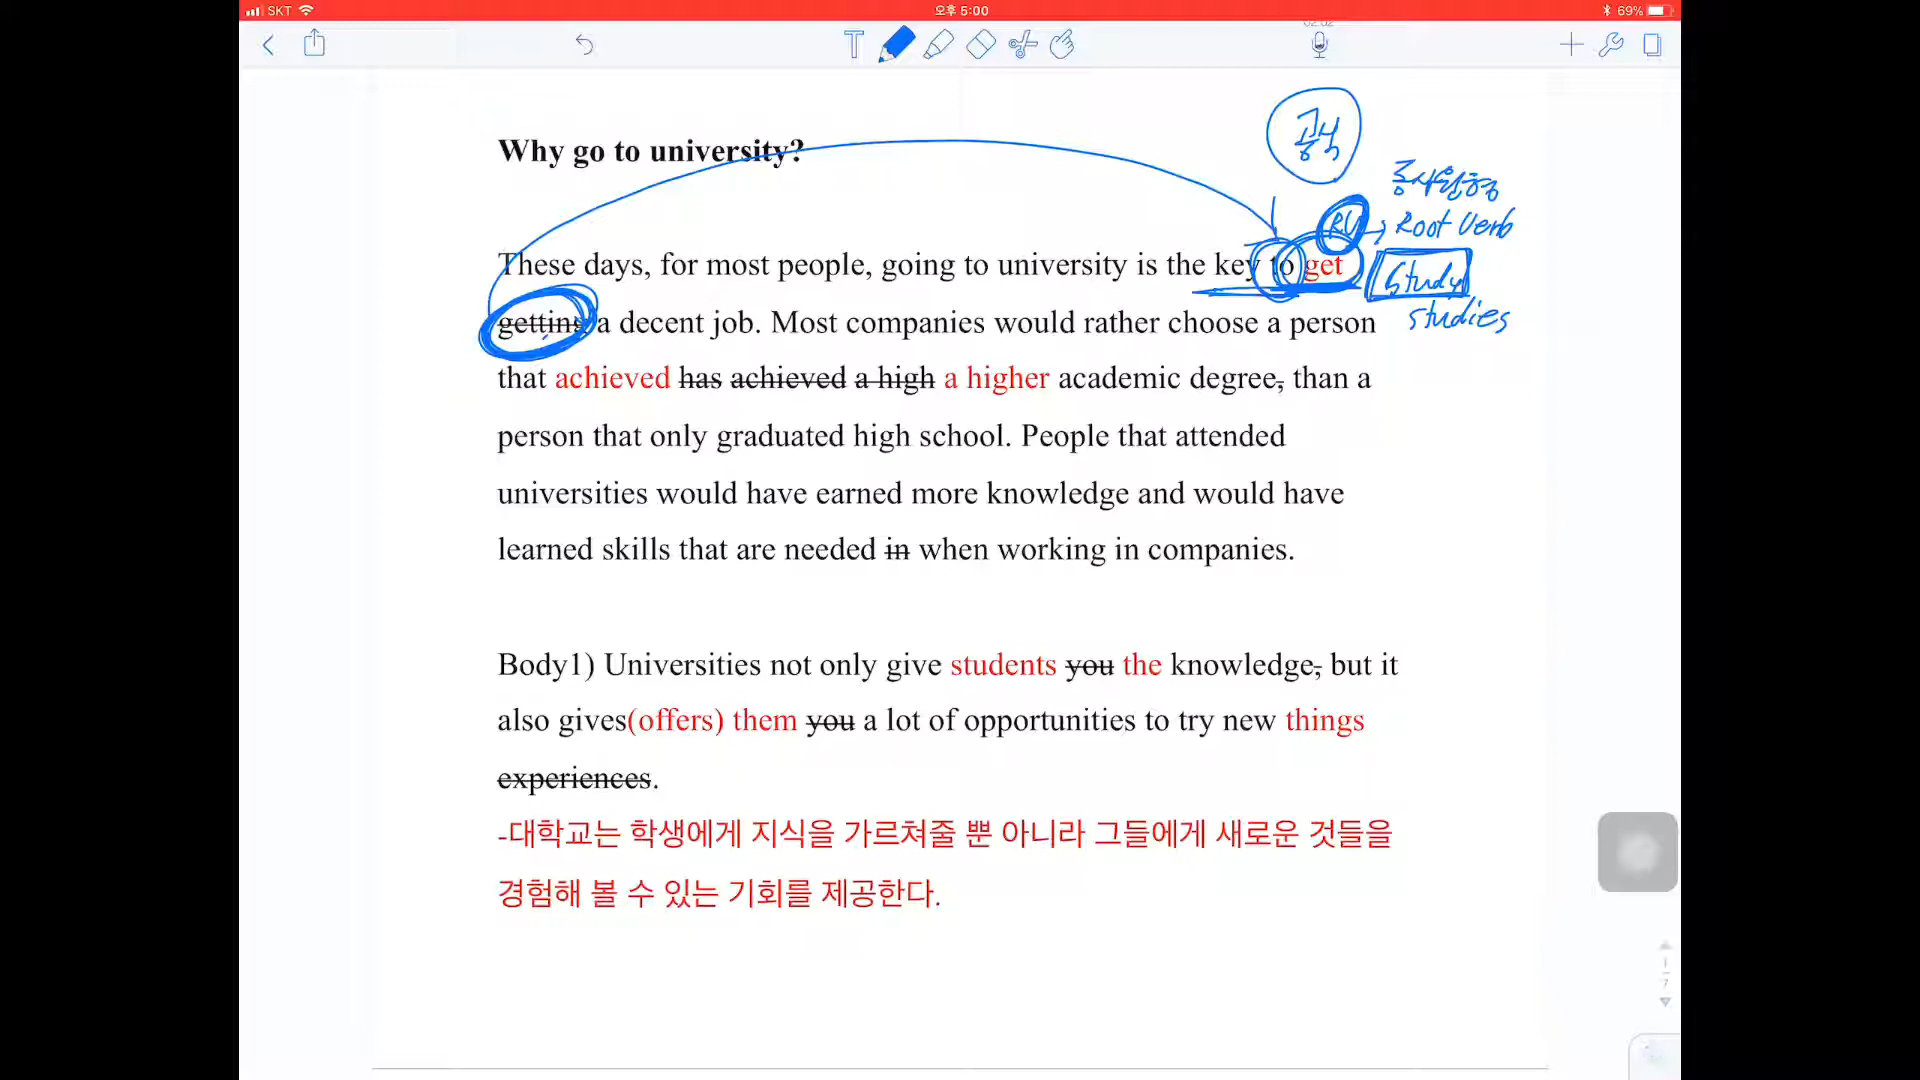 SKT 오후 5:00 69%
Why go to university?
공식
동사원형
RV → Root Verb
These days, for most people, going to university is the key to get
Study
getting a decent job. Most companies would rather choose a person
studies
that achieved has achieved a high a higher academic degree, than a
person that only graduated high school. People that attended
universities would have earned more knowledge and would have
learned skills that are needed in when working in companies.
Body1) Universities not only give students you the knowledge, but it
also gives(offers) them you a lot of opportunities to try new things
experiences.
-대학교는 학생에게 지식을 가르쳐줄 뿐 아니라 그들에게 새로운 것들을
경험해 볼 수 있는 기회를 제공한다.
1
7